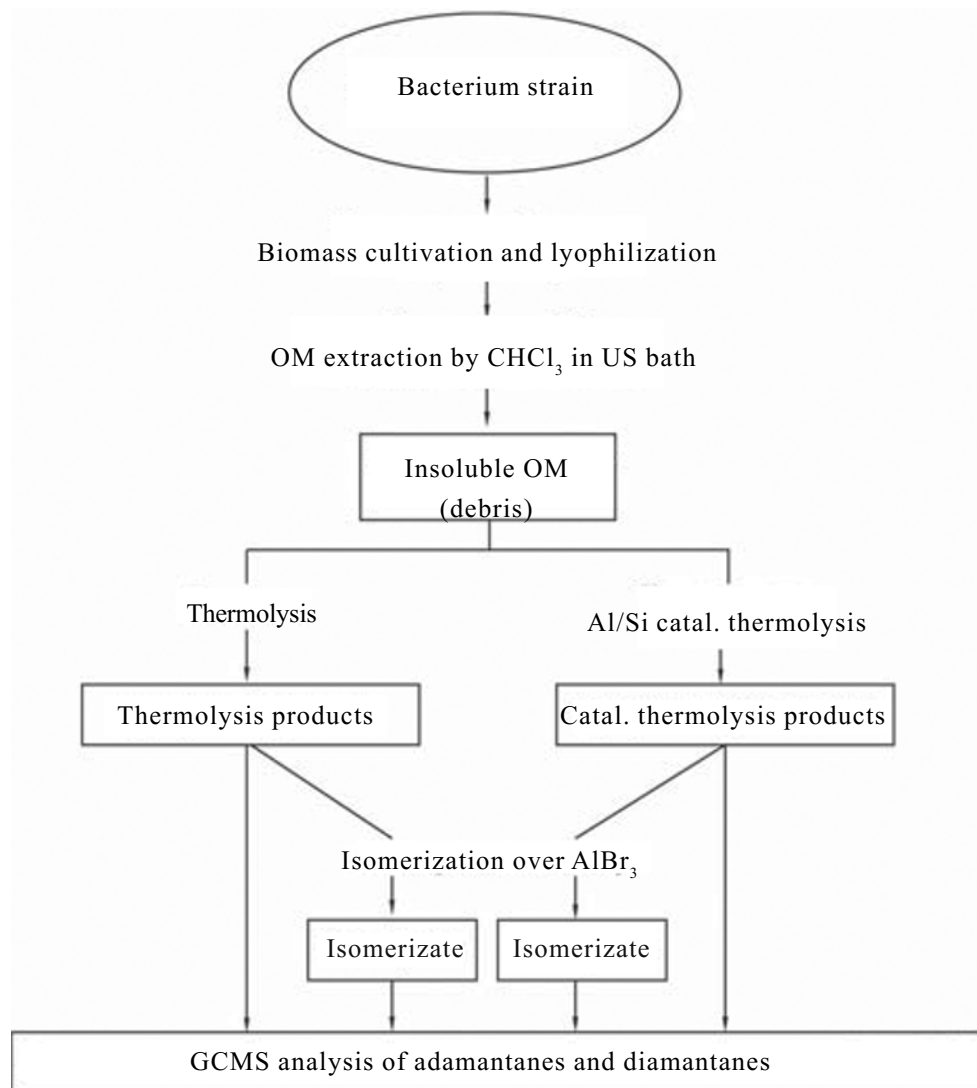 Bacterium strain
Biomass cultivation and lyophilization
OM extraction by CHCl₃ in US bath
Insoluble OM
(debris)
Thermolysis
Al/Si catal. thermolysis
Thermolysis products
Catal. thermolysis products
Isomerization over AlBr₃
Isomerizate
Isomerizate
GCMS analysis of adamantanes and diamantanes